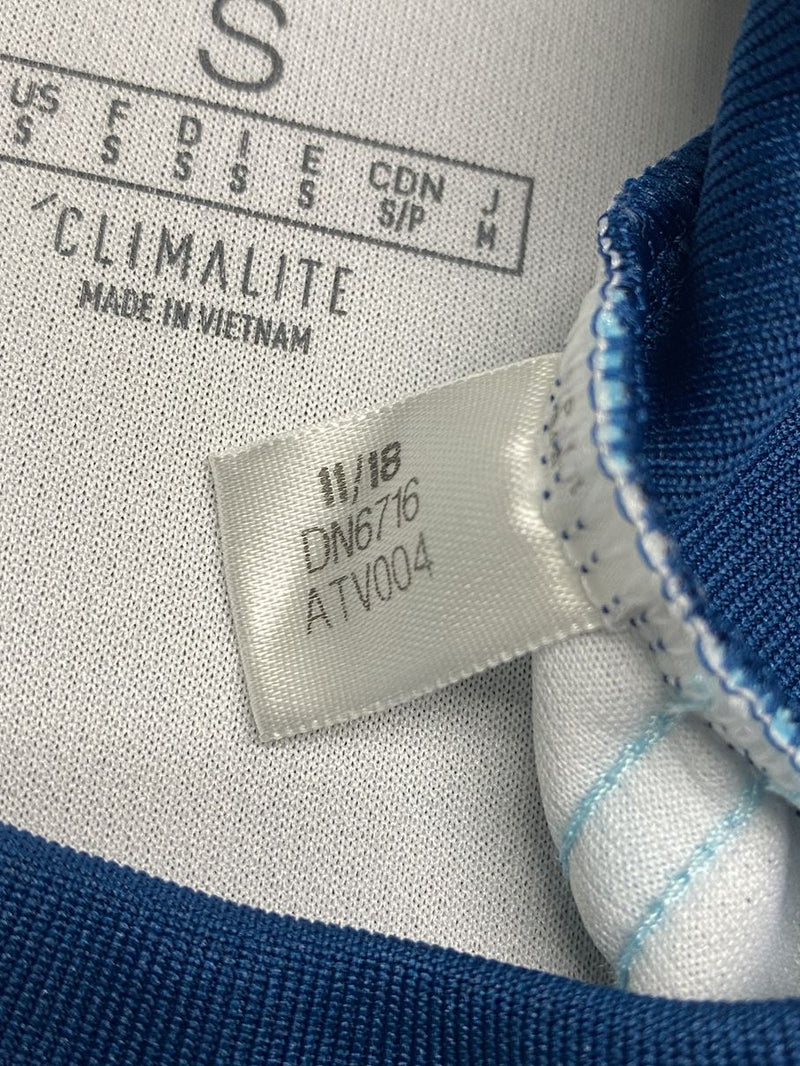 S
US F D I E CDN J
S S S S S S/P M
CLIMALITE
MADE IN VIETNAM
11/18
DN6716
ATV004